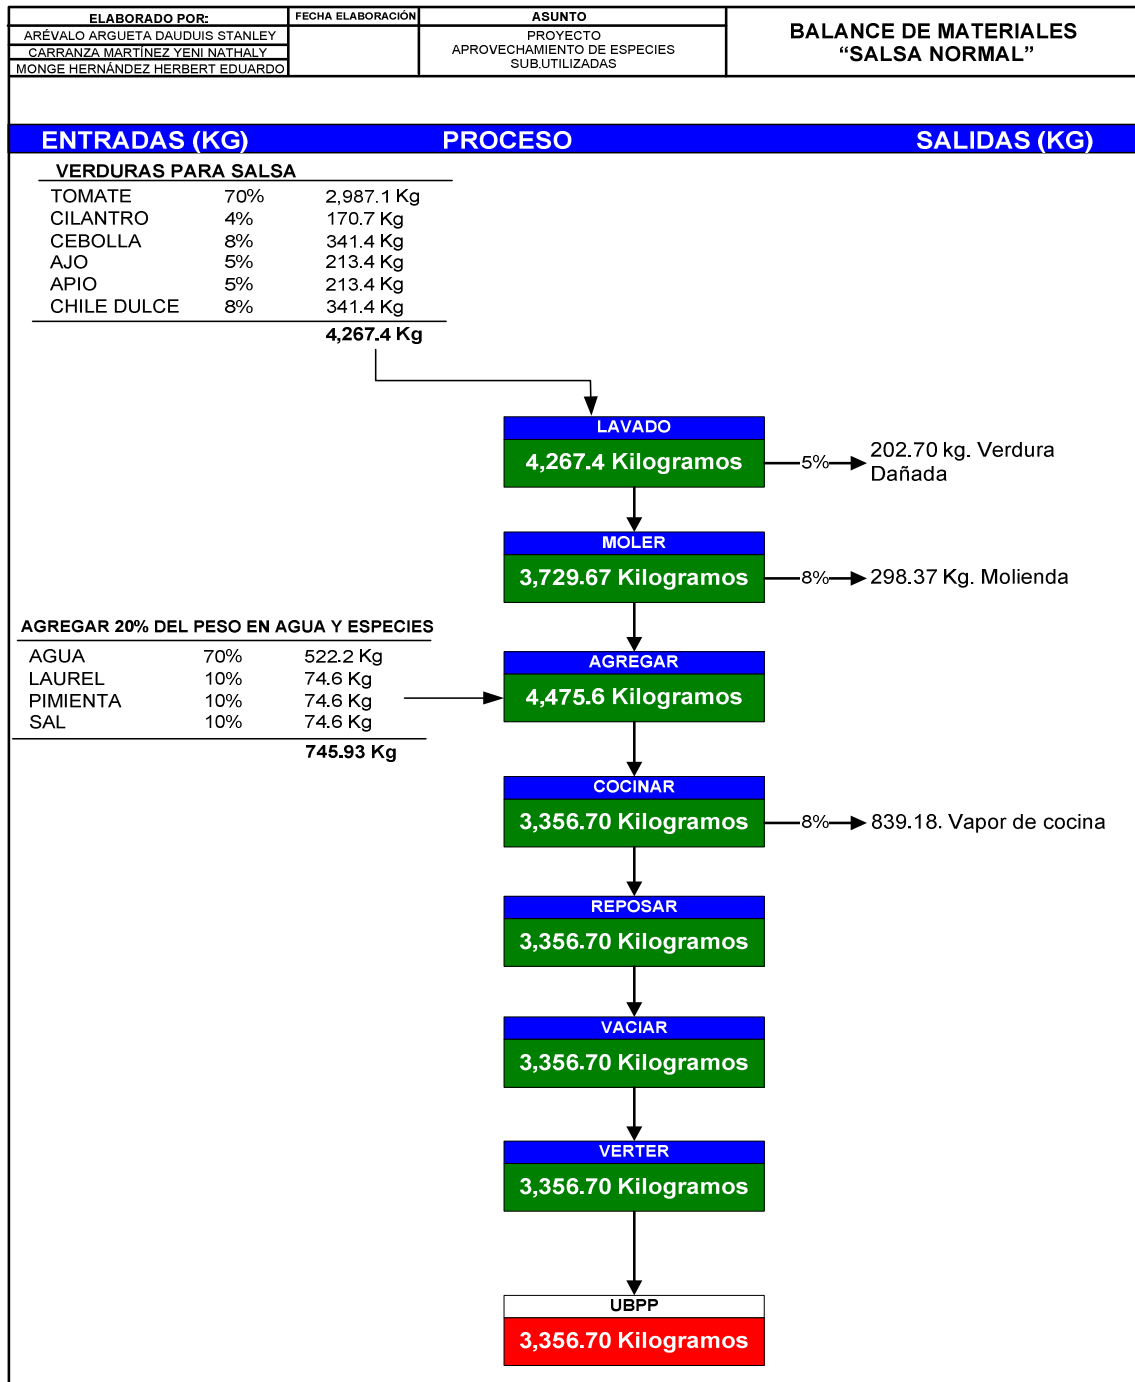 ELABORADO POR:
ARÉVALO ARGUETA DAUDUIS STANLEY
CARRANZA MARTÍNEZ YENI NATHALY
MONGE HERNÁNDEZ HERBERT EDUARDO
FECHA ELABORACIÓN
ASUNTO
PROYECTO
APROVECHAMIENTO DE ESPECIES
SUB.UTILIZADAS
BALANCE DE MATERIALES
“SALSA NORMAL”
ENTRADAS (KG) PROCESO SALIDAS (KG)
VERDURAS PARA SALSA
TOMATE 70% 2,987.1 Kg
CILANTRO 4% 170.7 Kg
CEBOLLA 8% 341.4 Kg
AJO 5% 213.4 Kg
APIO 5% 213.4 Kg
CHILE DULCE 8% 341.4 Kg
4,267.4 Kg
LAVADO
4,267.4 Kilogramos
5%
202.70 kg. Verdura
Dañada
MOLER
3,729.67 Kilogramos
8%
298.37 Kg. Molienda
AGREGAR 20% DEL PESO EN AGUA Y ESPECIES
AGUA 70% 522.2 Kg
LAUREL 10% 74.6 Kg
PIMIENTA 10% 74.6 Kg
SAL 10% 74.6 Kg
745.93 Kg
AGREGAR
4,475.6 Kilogramos
COCINAR
3,356.70 Kilogramos
8%
839.18. Vapor de cocina
REPOSAR
3,356.70 Kilogramos
VACIAR
3,356.70 Kilogramos
VERTER
3,356.70 Kilogramos
UBPP
3,356.70 Kilogramos